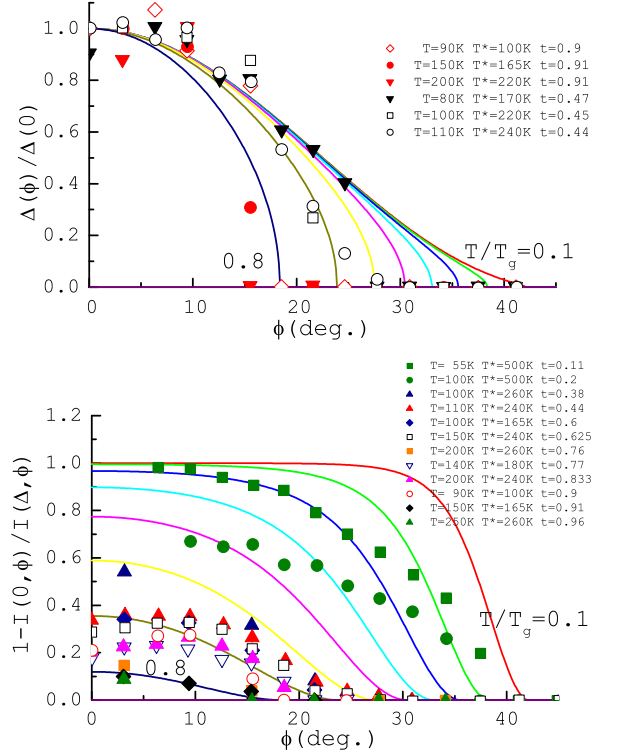 1.0
0.8
0.6
0.4
0.2
0.0
Δ(ϕ)/Δ(0)
T=90K T*=100K t=0.9
T=150K T*=165K t=0.91
T=200K T*=220K t=0.91
T=80K T*=170K t=0.47
T=100K T*=220K t=0.45
T=110K T*=240K t=0.44
0.8
T/Tg=0.1
0 10 20 30 40
ϕ(deg.)
T= 55K T*=500K t=0.11
T=100K T*=500K t=0.2
T=100K T*=260K t=0.38
T=110K T*=240K t=0.44
T=100K T*=165K t=0.6
T=150K T*=240K t=0.625
T=200K T*=260K t=0.76
T=140K T*=180K t=0.77
T=200K T*=240K t=0.833
T= 90K T*=100K t=0.9
T=150K T*=165K t=0.91
T=250K T*=260K t=0.96
1.2
1.0
0.8
0.6
0.4
0.2
0.0
1-I(0,ϕ)/I(Δ,ϕ)
T/Tg=0.1
0.8
0 10 20 30 40
ϕ(deg.)